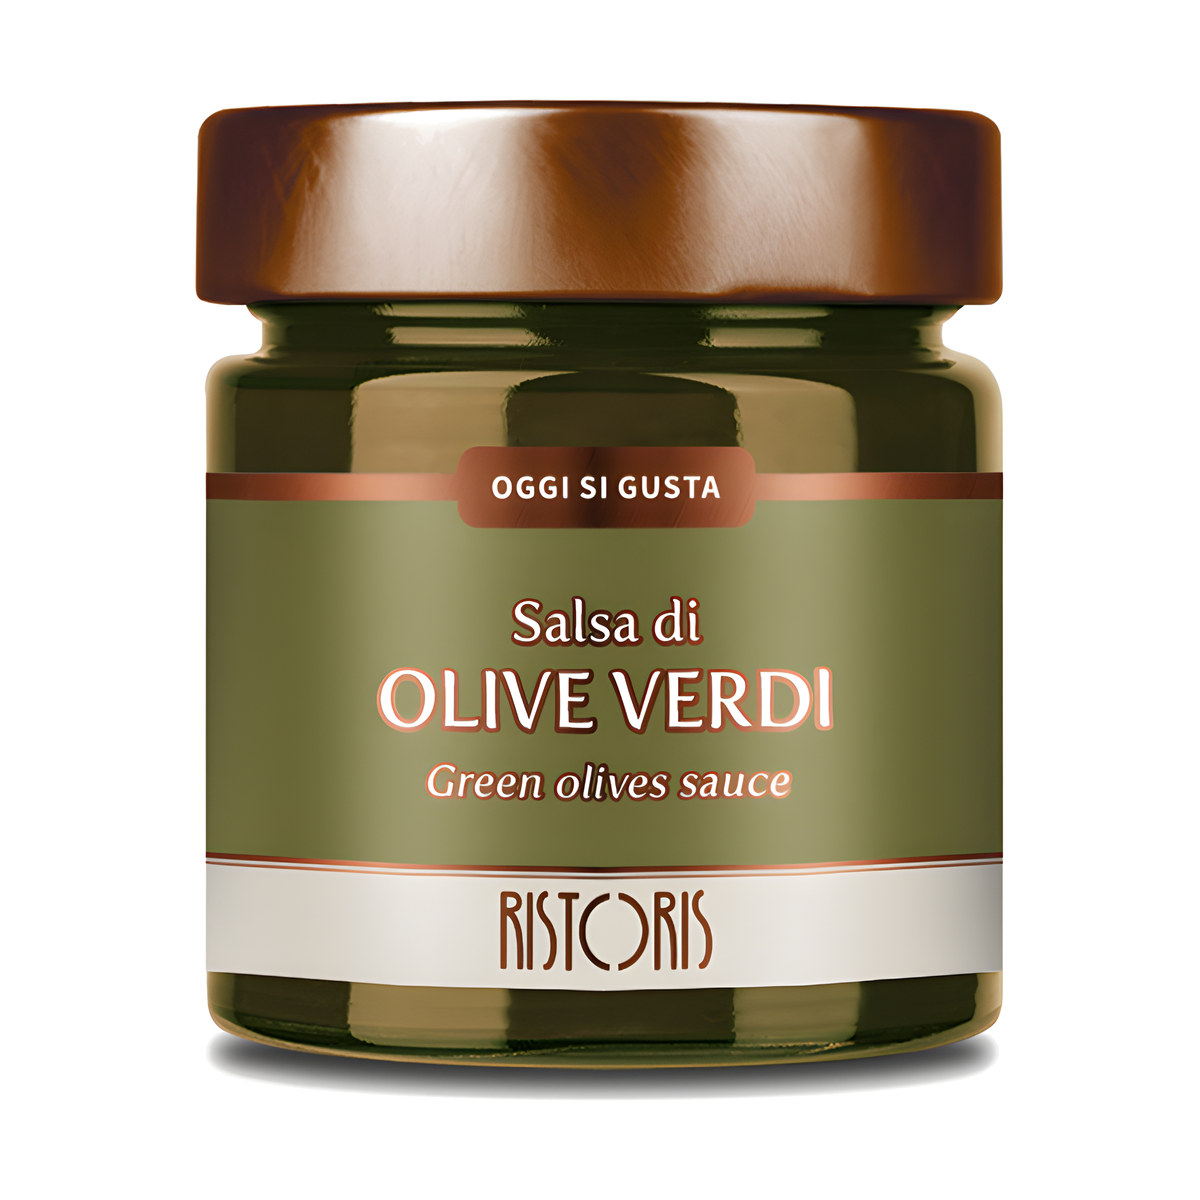 OGGI SI GUSTA
Salsa di
OLIVE VERDI
Green olives sauce
RISTORIS